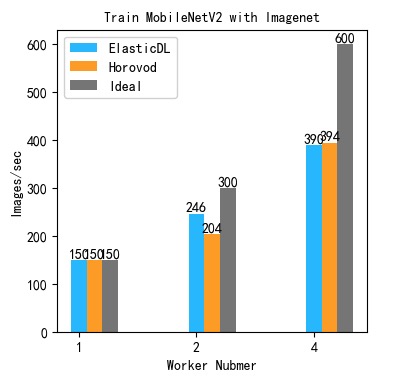 Train MobileNetV2 with Imagenet
ElasticDL
Horovod
Ideal
Images/sec
600
500
400
300
200
100
0
150 150 150
246 204 300
390 394 600
1 2 4
Worker Nubmer